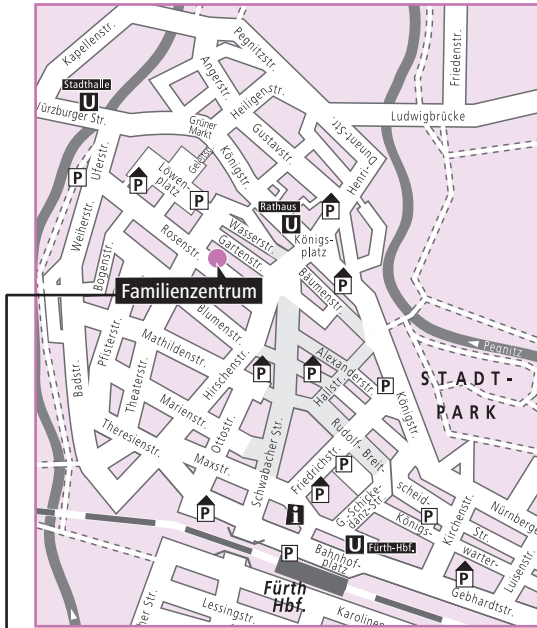 Kapellenstr.
Pegnitzstr.
Friedenstr.
Angerstr.
Stadthalle
U
Würzburger Str.
Heiligenstr.
Ludwigbrücke
Grüner
Markt
Gustavstr.
Henri-
Dunant-Str.
Uferstr.
Geleitsg.
Königstr.
P
P
Löwen-
platz
P
Rathaus
U
P
Weiherstr.
Wasserstr.
Königs-
platz
Rosenstr.
Gartenstr.
Bogenstr.
Bäumenstr.
P
Familienzentrum
Blumenstr.
Pegnitz
Pfisterstr.
Mathildenstr.
Hirschenstr.
P
P
Alexanderstr.
Hallstr.
P
STADT-
PARK
Badstr.
Theaterstr.
Marienstr.
Ottostr.
Königstr.
Schwabacher Str.
Rudolf-Breit-
scheid-
Str.
Theresienstr.
Maxstr.
Friedrichstr.
P
P
P
i
G.-Schicke-
danz-Str.
P
Königs-
warter-
Kirchenstr.
Nürnberger
Luisenstr.
P
Bahnhof-
platz
U
Fürth-Hbf.
P
Gebhardtstr.
Fürth
Hbf.
cher Str.
Lessingstr.
Karolinen